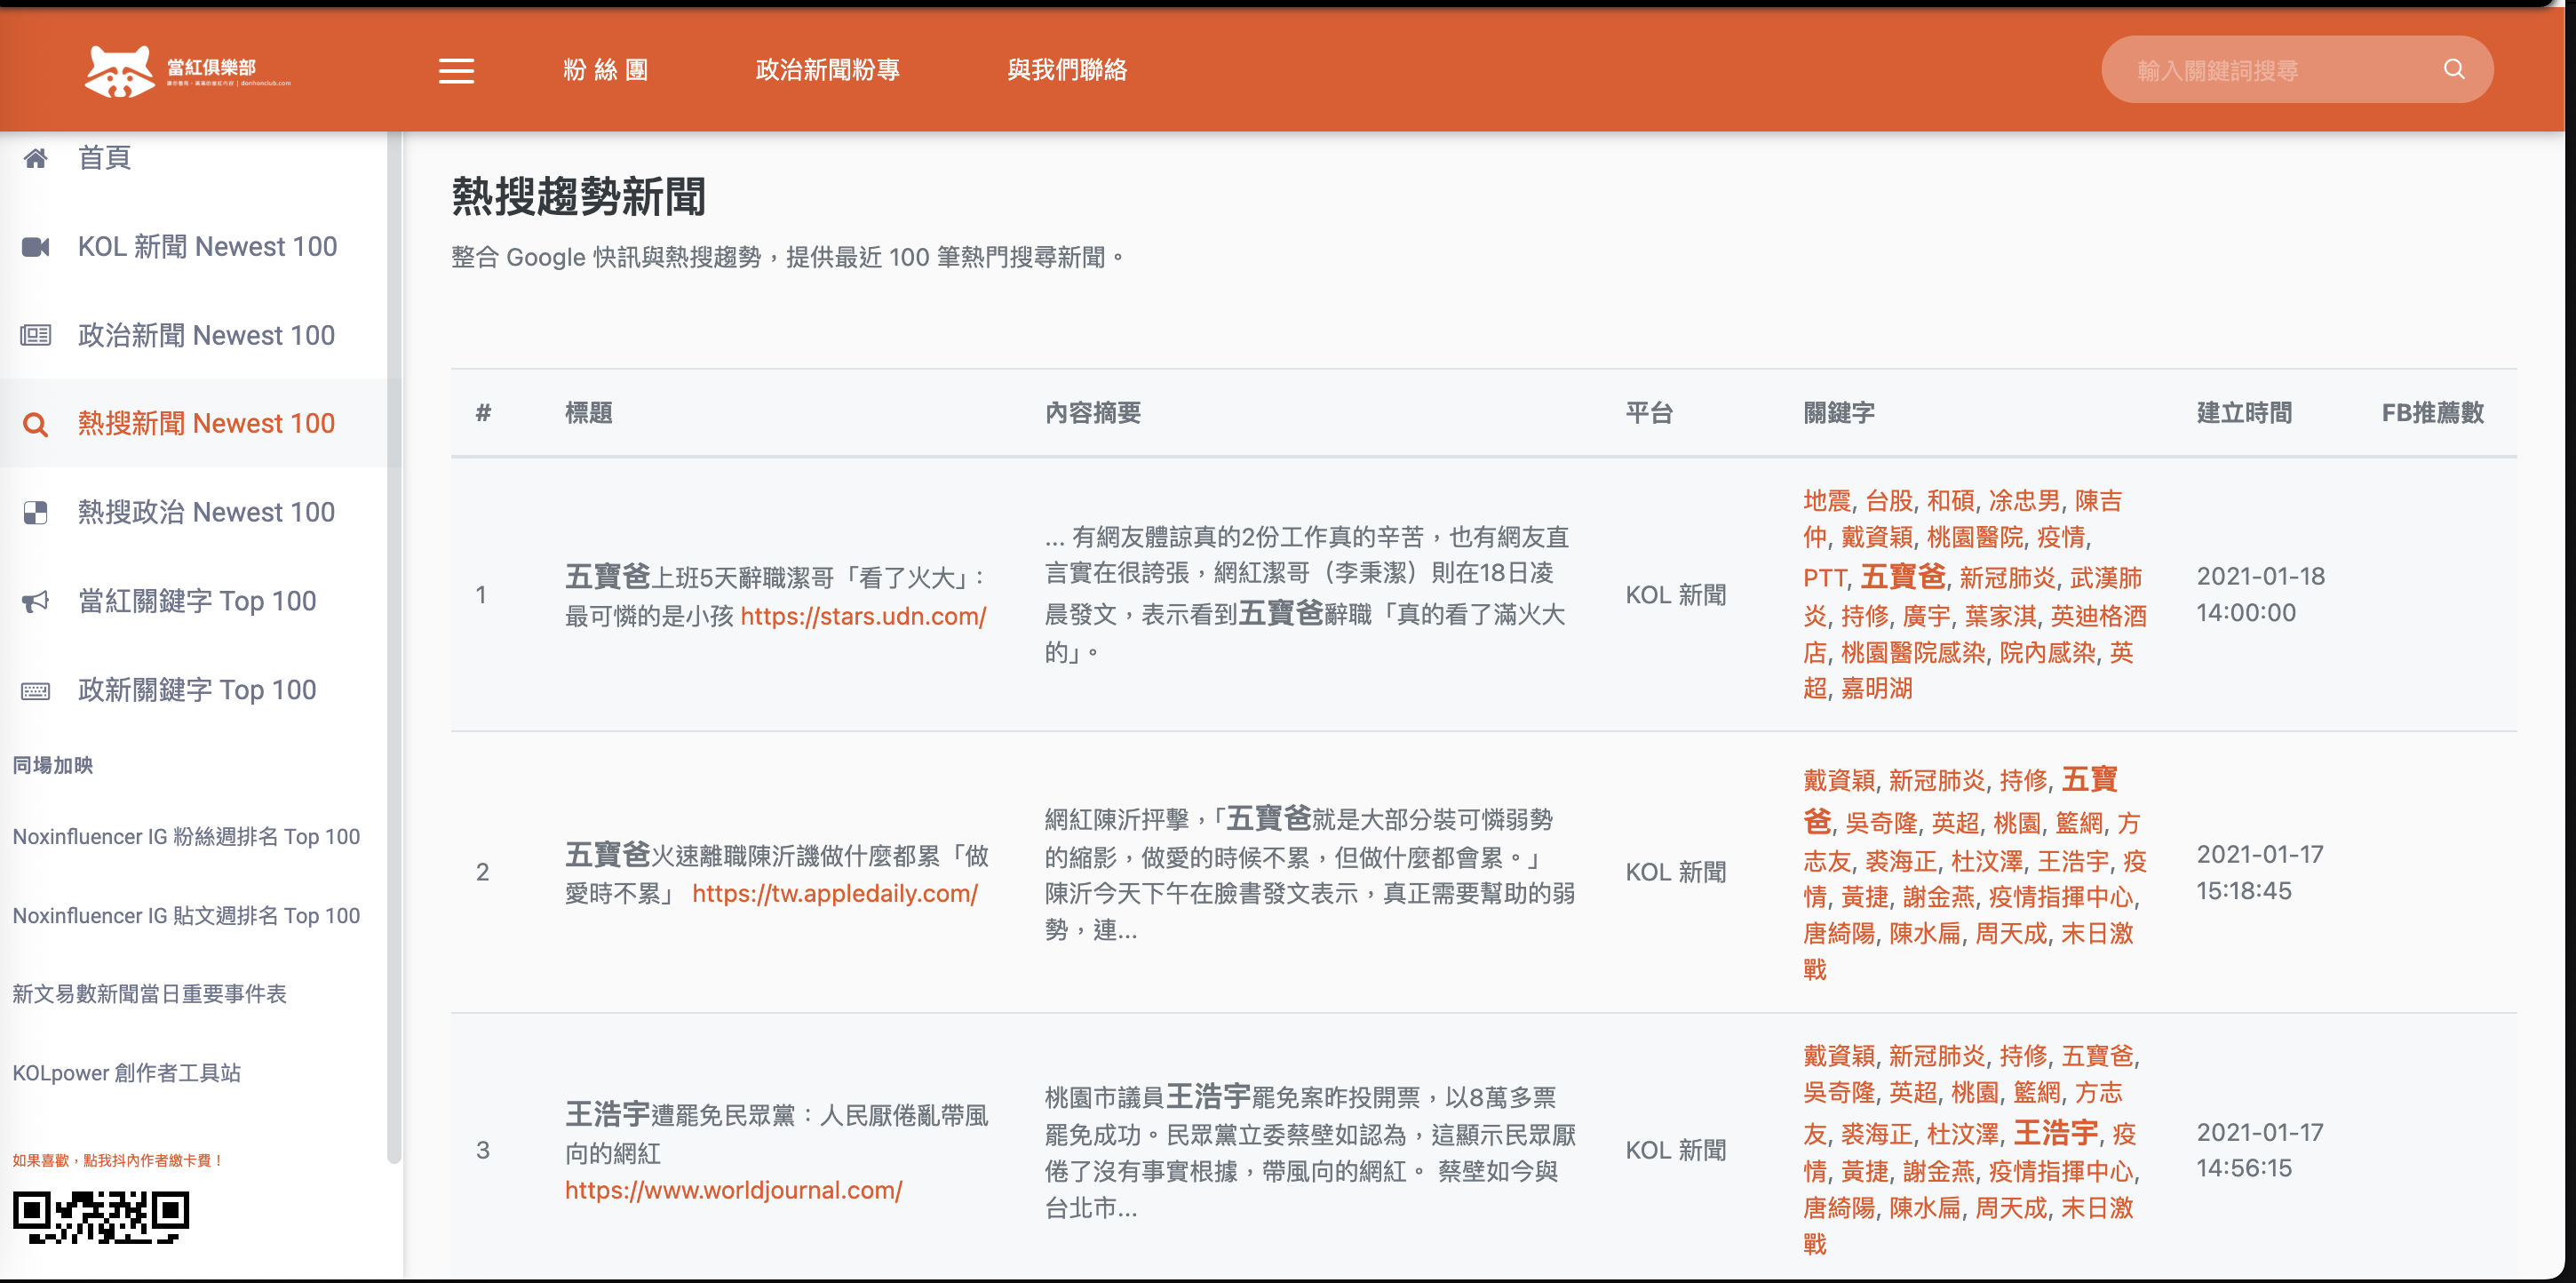 當紅俱樂部
粉 絲 團
政治新聞粉專
與我們聯絡
輸入關鍵詞搜尋
首頁
KOL 新聞 Newest 100
政治新聞 Newest 100
熱搜新聞 Newest 100
熱搜政治 Newest 100
當紅關鍵字 Top 100
政新關鍵字 Top 100
同場加映
Noxinfluencer IG 粉絲週排名 Top 100
Noxinfluencer IG 貼文週排名 Top 100
新文易數新聞當日重要事件表
KOLpower 創作者工具站
如果喜歡，點我抖內作者繳卡費！
熱搜趨勢新聞
整合 Google 快訊與熱搜趨勢，提供最近 100 筆熱門搜尋新聞。
# 標題 內容摘要 平台 關鍵字 建立時間 FB推薦數
1
五寶爸上班5天辭職潔哥「看了火大」：
最可憐的是小孩 https://stars.udn.com/
... 有網友體諒真的2份工作真的辛苦，也有網友直
言實在很誇張，網紅潔哥（李秉潔）則在18日凌
晨發文，表示看到五寶爸辭職「真的看了滿火大
的」。
KOL 新聞
地震, 台股, 和碩, 凃忠男, 陳吉
仲, 戴資穎, 桃園醫院, 疫情,
PTT, 五寶爸, 新冠肺炎, 武漢肺
炎, 持修, 廣宇, 葉家淇, 英迪格酒
店, 桃園醫院感染, 院內感染, 英
超, 嘉明湖
2021-01-18
14:00:00
2
五寶爸火速離職陳沂譏做什麼都累「做
愛時不累」 https://tw.appledaily.com/
網紅陳沂抨擊，「五寶爸就是大部分裝可憐弱勢
的縮影，做愛的時候不累，但做什麼都會累。」
陳沂今天下午在臉書發文表示，真正需要幫助的弱
勢，連...
KOL 新聞
戴資穎, 新冠肺炎, 持修, 五寶
爸, 吳奇隆, 英超, 桃園, 籃網, 方
志友, 裘海正, 杜汶澤, 王浩宇, 疫
情, 黃捷, 謝金燕, 疫情指揮中心,
唐綺陽, 陳水扁, 周天成, 末日激
戰
2021-01-17
15:18:45
3
王浩宇遭罷免民眾黨：人民厭倦亂帶風
向的網紅
https://www.worldjournal.com/
桃園市議員王浩宇罷免案昨投開票，以8萬多票
罷免成功。民眾黨立委蔡壁如認為，這顯示民眾厭
倦了沒有事實根據，帶風向的網紅。 蔡壁如今與
台北市...
KOL 新聞
戴資穎, 新冠肺炎, 持修, 五寶爸,
吳奇隆, 英超, 桃園, 籃網, 方志
友, 裘海正, 杜汶澤, 王浩宇, 疫
情, 黃捷, 謝金燕, 疫情指揮中心,
唐綺陽, 陳水扁, 周天成, 末日激
戰
2021-01-17
14:56:15